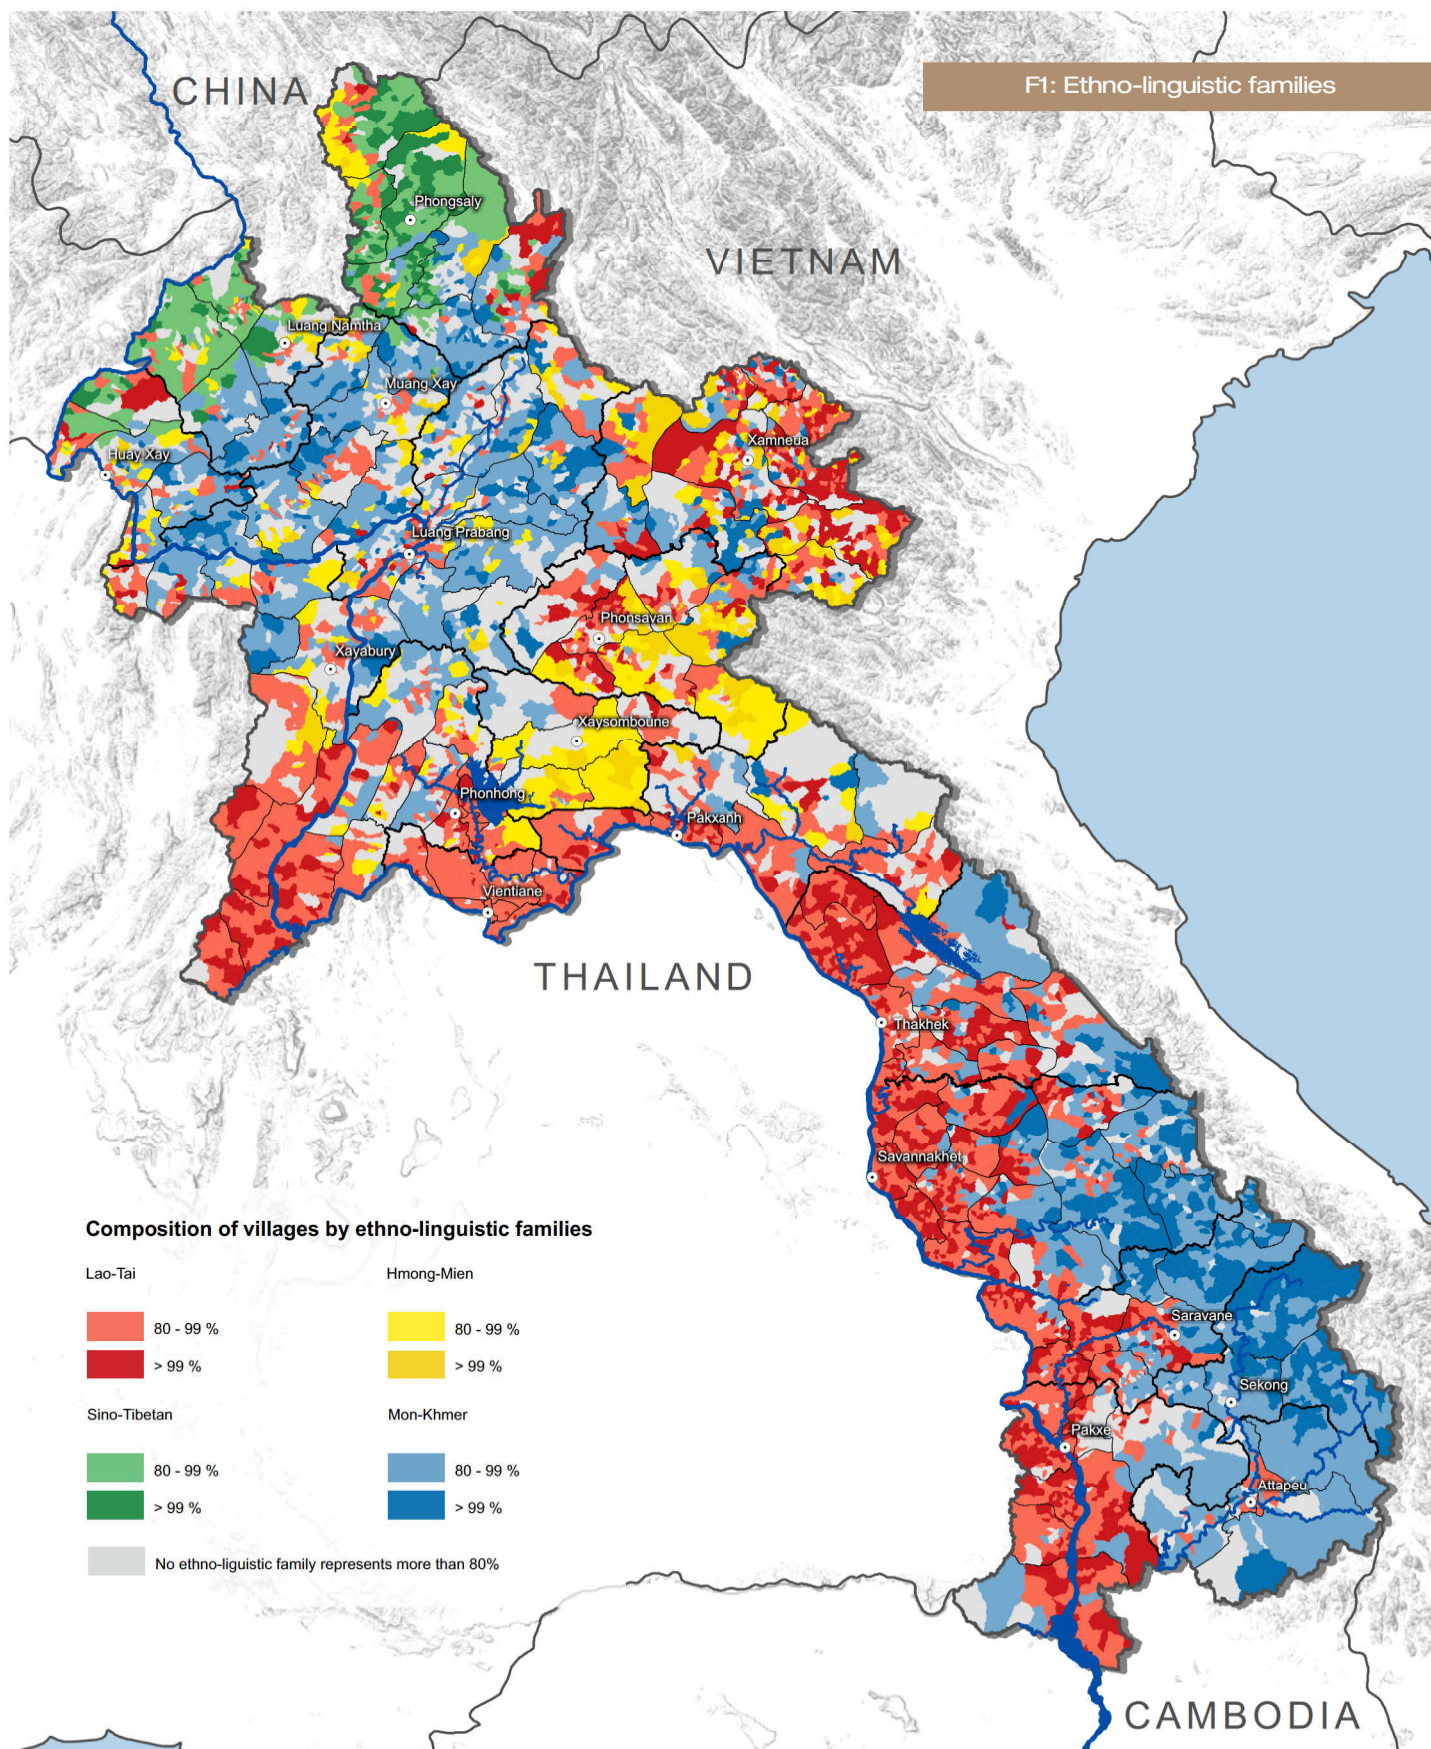 F1: Ethno-linguistic families
CHINA
Phongsaly
VIETNAM
Luang Namtha
Muang Xay
Xamneua
Huay Xay
Luang Prabang
Phonsavan
Xayabury
Xaysomboune
Phonhong
Pakxanh
Vientiane
THAILAND
Thakhek
Savannakhet
Composition of villages by ethno-linguistic families
Lao-Tai
80 - 99 %
> 99 %
Hmong-Mien
80 - 99 %
> 99 %
Sino-Tibetan
80 - 99 %
> 99 %
Mon-Khmer
80 - 99 %
> 99 %
No ethno-liguistic family represents more than 80%
Saravane
Sekong
Pakxe
Attapeu
CAMBODIA